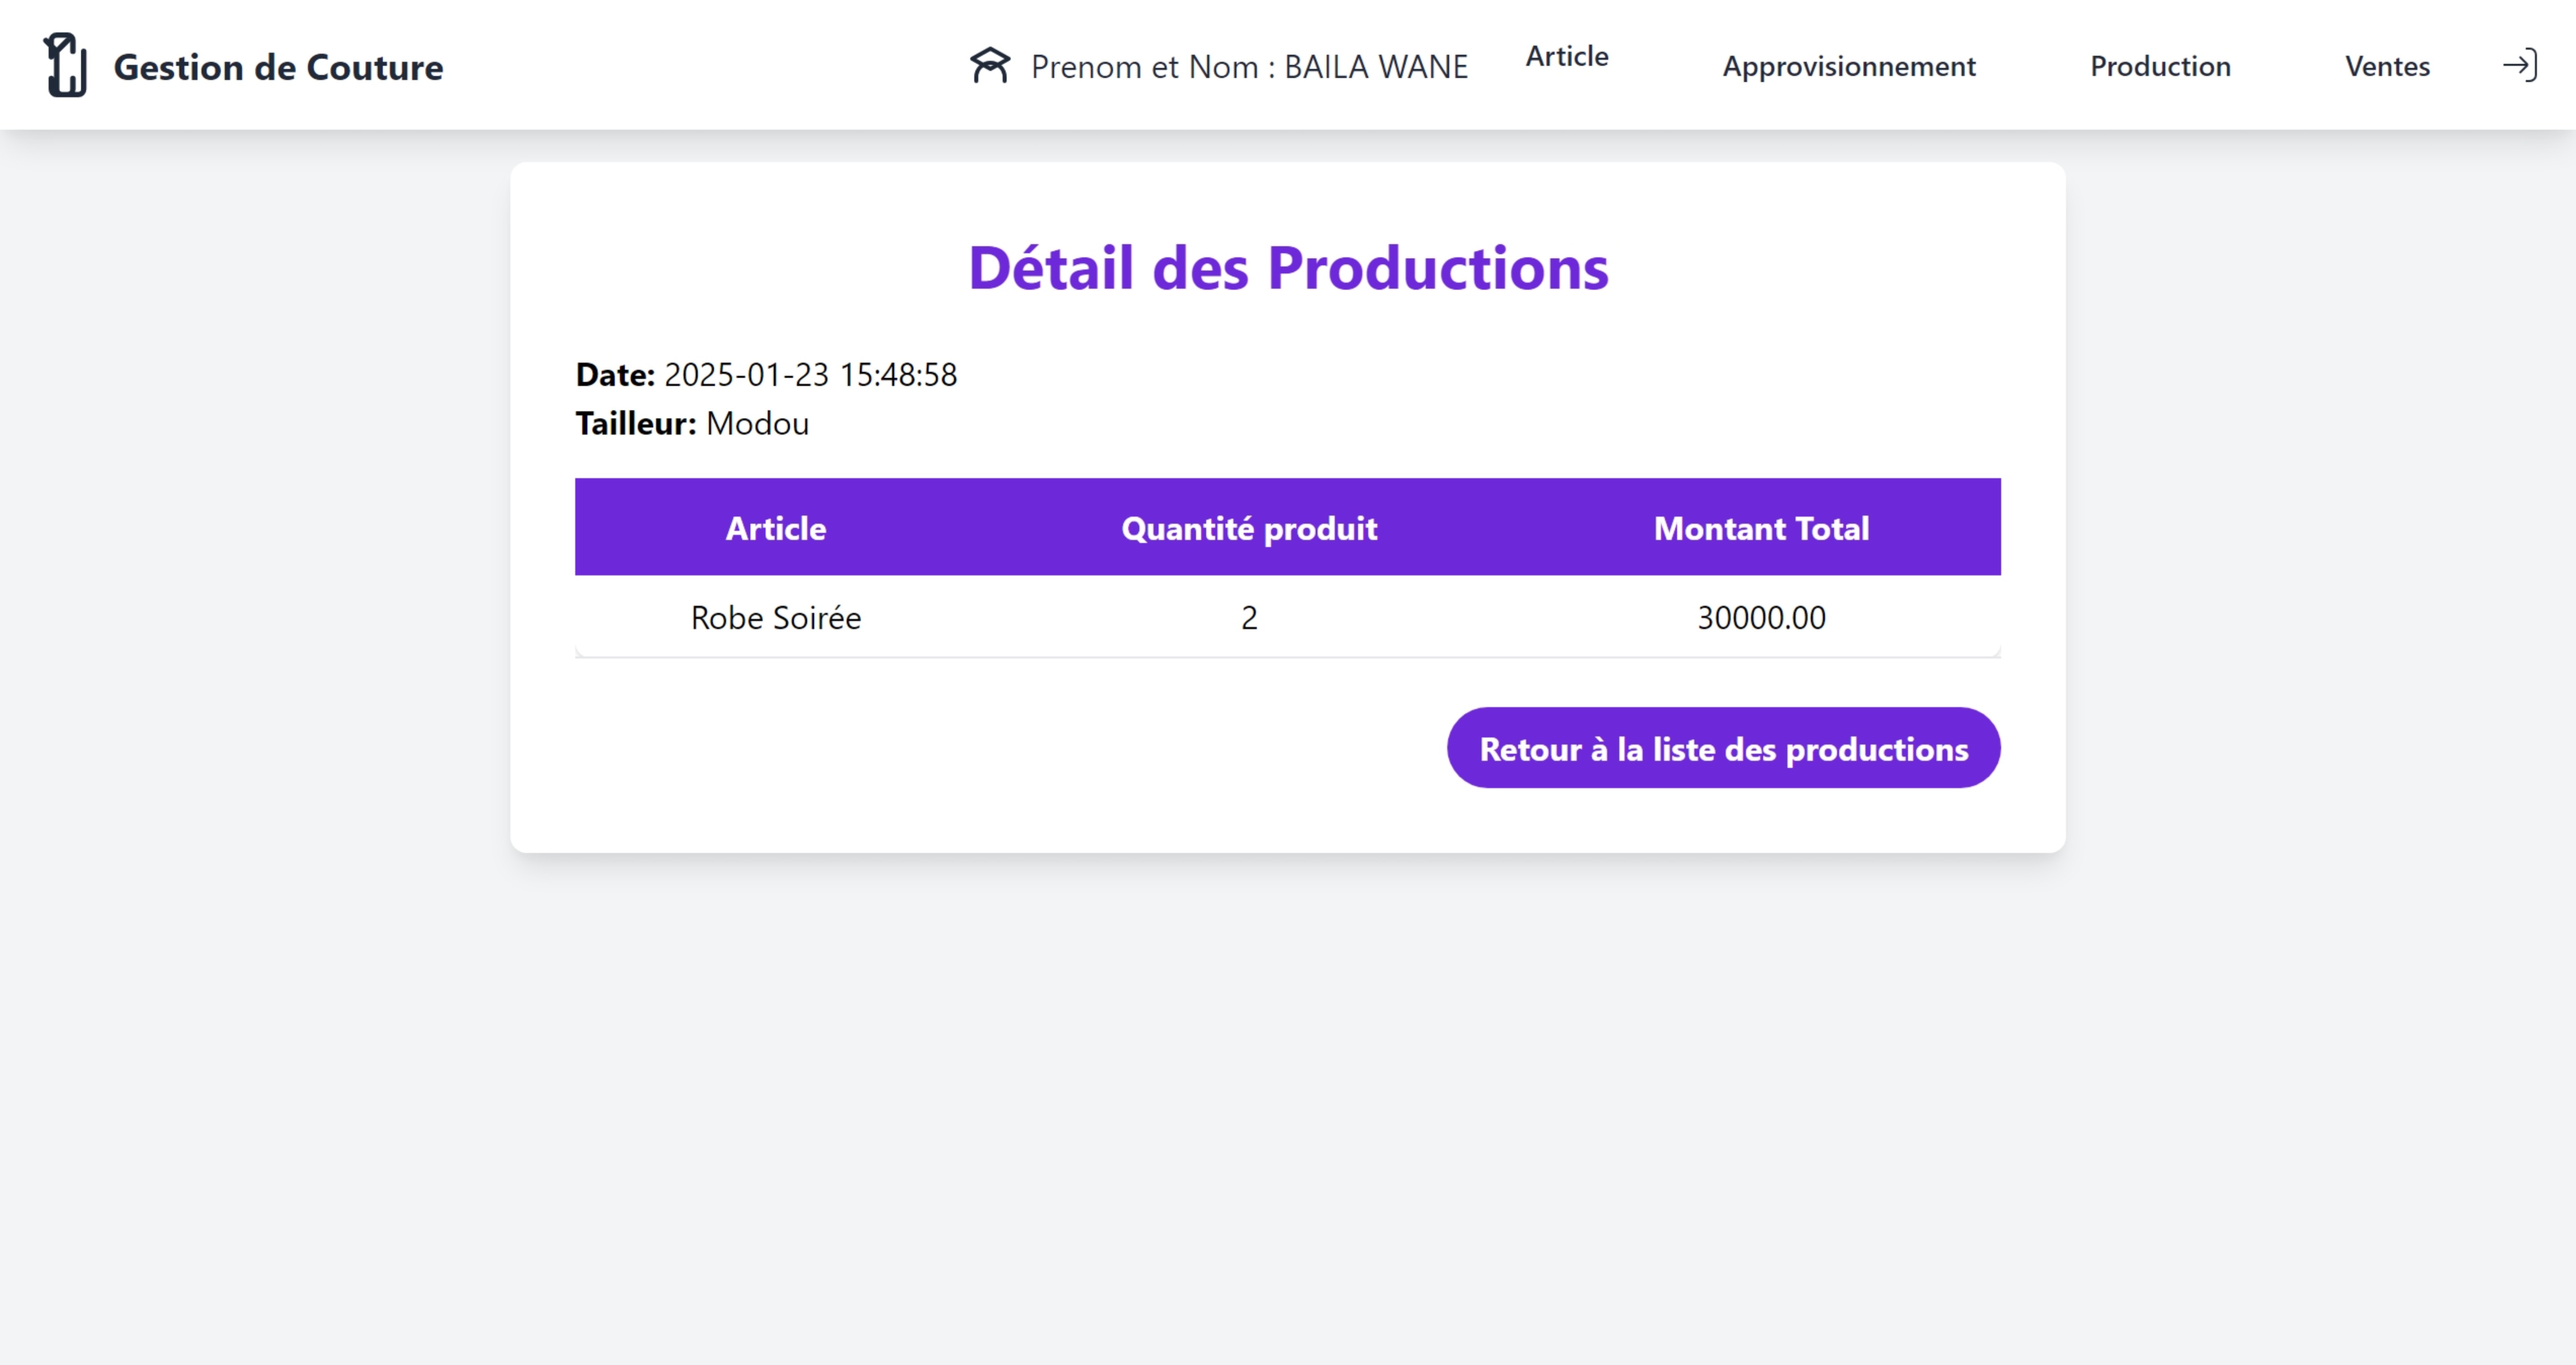 Gestion de Couture
Prenom et Nom : BAILA WANE
Article
Approvisionnement
Production
Ventes
Détail des Productions
Date: 2025-01-23 15:48:58
Tailleur: Modou
Article Quantité produit Montant Total
Robe Soirée 2 30000.00
Retour à la liste des productions